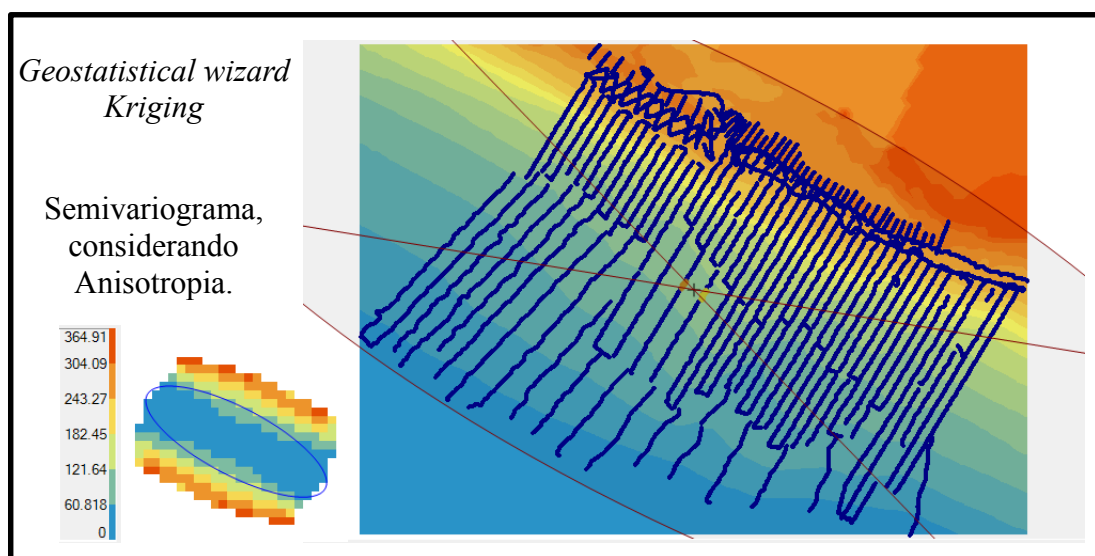 Geostatistical wizard
Kriging
Semivariograma,
considerando
Anisotropia.
364.91
304.09
243.27
182.45
121.64
60.818
0